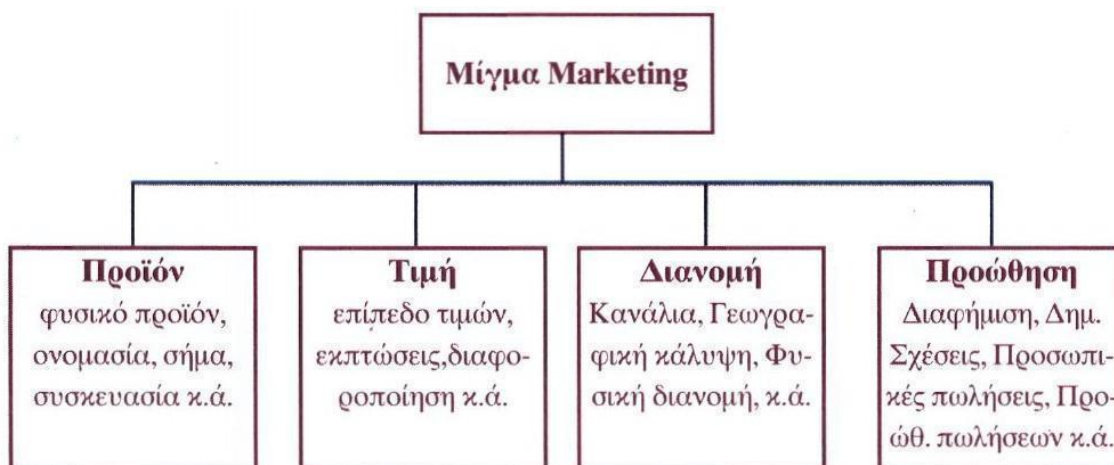 Μίγμα Marketing
Προϊόν
φυσικό προϊόν,
ονομασία, σήμα,
συσκευασία κ.ά.
Τιμή
επίπεδο τιμών,
εκπτώσεις,διαφο-
ροποίηση κ.ά.
Διανομή
Κανάλια, Γεωγρα-
φική κάλυψη, Φυ-
σική διανομή, κ.ά.
Προώθηση
Διαφήμιση, Δημ.
Σχέσεις, Προσωπι-
κές πωλήσεις, Προ-
ώθ. πωλήσεων κ.ά.